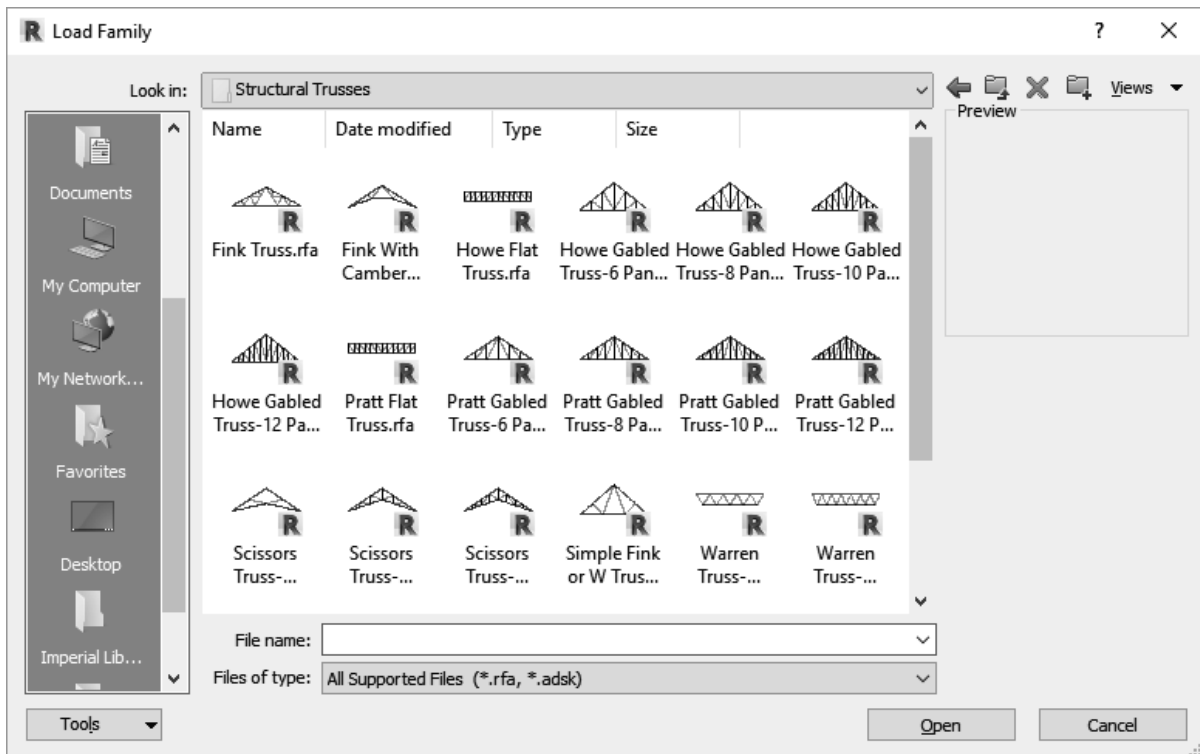 Load Family
?
Look in:
Structural Trusses
Views
Preview
Name
Date modified
Type
Size
Documents
My Computer
My Network...
Favorites
Desktop
Imperial Lib...
Fink Truss.rfa
Fink With
Camber...
Howe Flat
Truss.rfa
Howe Gabled
Truss-6 Pan...
Howe Gabled
Truss-8 Pan...
Howe Gabled
Truss-10 Pa...
Howe Gabled
Truss-12 Pa...
Pratt Flat
Truss.rfa
Pratt Gabled
Truss-6 Pa...
Pratt Gabled
Truss-8 Pa...
Pratt Gabled
Truss-10 P...
Pratt Gabled
Truss-12 P...
Scissors
Truss-...
Scissors
Truss-...
Scissors
Truss-...
Simple Fink
or W Trus...
Warren
Truss-...
Warren
Truss-...
File name:
Files of type:
All Supported Files (*.rfa, *.adsk)
Tools
Open
Cancel